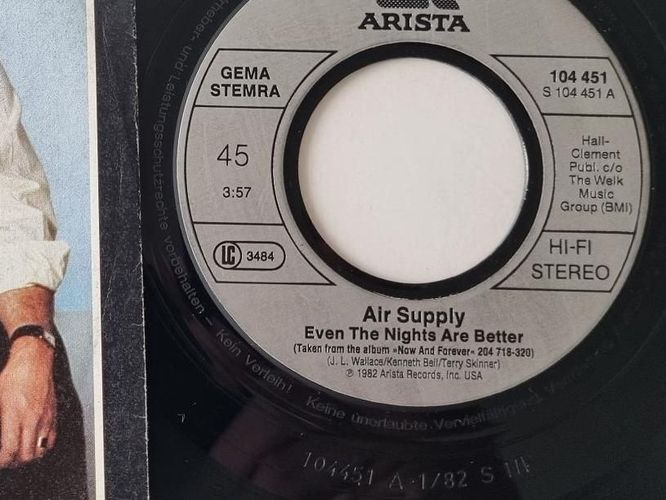 ARISTA
GEMA
STEMRA
45
3:57
LC 3484
104 451
S 104 451 A
Hall-
Clement
Publ. c/o
The Welk
Music
Group (BMI)
HI-FI
STEREO
Air Supply
Even The Nights Are Better
(Taken from the album »Now And Forever« 204 718-320)
(J. L. Wallace/Kenneth Bell/Terry Skinner)
℗ 1982 Arista Records, Inc. USA
und Leistungsschutzrechte vorbehalten – Kein Verleih! Keine unerlaubte Vervielfältigung
104451 A-1/82 S